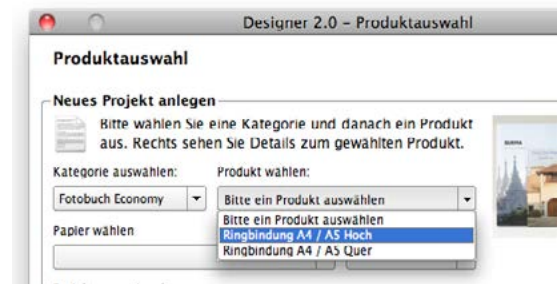 Designer 2.0 – Produktauswahl
Produktauswahl
Neues Projekt anlegen
Bitte wählen Sie eine Kategorie und danach ein Produkt
aus. Rechts sehen Sie Details zum gewählten Produkt.
Kategorie auswählen:
Produkt wählen:
Fotobuch Economy
Bitte ein Produkt auswählen
Bitte ein Produkt auswählen
Ringbindung A4 / A5 Hoch
Ringbindung A4 / A5 Quer
Papier wählen